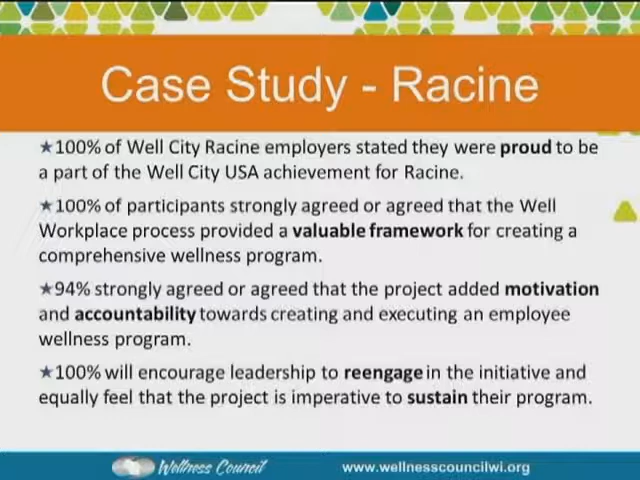 Case Study - Racine
★100% of Well City Racine employers stated they were proud to be
a part of the Well City USA achievement for Racine.
★100% of participants strongly agreed or agreed that the Well
Workplace process provided a valuable framework for creating a
comprehensive wellness program.
★94% strongly agreed or agreed that the project added motivation
and accountability towards creating and executing an employee
wellness program.
★100% will encourage leadership to reengage in the initiative and
equally feel that the project is imperative to sustain their program.
Wellness Council www.wellnesscouncilwi.org